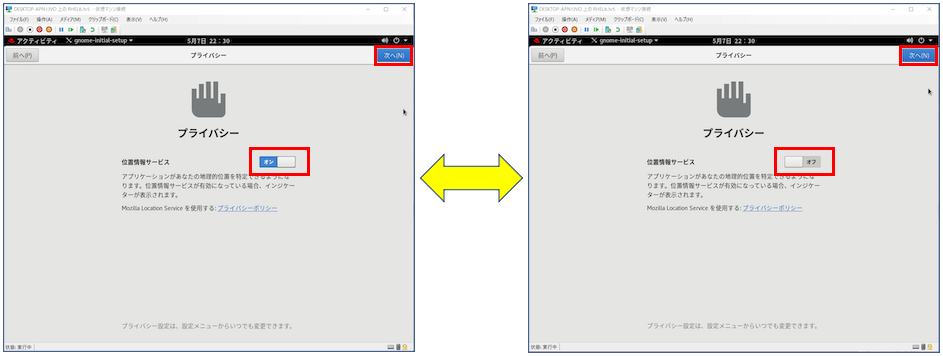 DESKTOP-APN1IVO 上の RHEL8.lv5 - 仮想マシン接続
ファイル(F) 操作(A) メディア(M) クリップボード(C) 表示(V) ヘルプ(H)
アクティビティ gnome-initial-setup 5月7日 22：30
前へ(P) プライバシー 次へ(N)
プライバシー
位置情報サービス オン
アプリケーションがあなたの地理的位置を特定できるようにな
ります。位置情報サービスが有効になっている場合、インジケー
ターが表示されます。
Mozilla Location Service を使用する: プライバシーポリシー
プライバシー設定は、設定メニューからいつでも変更できます。
状態: 実行中
DESKTOP-APN1IVO 上の RHEL8.lv5 - 仮想マシン接続
ファイル(F) 操作(A) メディア(M) クリップボード(C) 表示(V) ヘルプ(H)
アクティビティ gnome-initial-setup 5月7日 22：30
前へ(P) プライバシー 次へ(N)
プライバシー
位置情報サービス オフ
アプリケーションがあなたの地理的位置を特定できるようにな
ります。位置情報サービスが有効になっている場合、インジケー
ターが表示されます。
Mozilla Location Service を使用する: プライバシーポリシー
プライバシー設定は、設定メニューからいつでも変更できます。
状態: 実行中